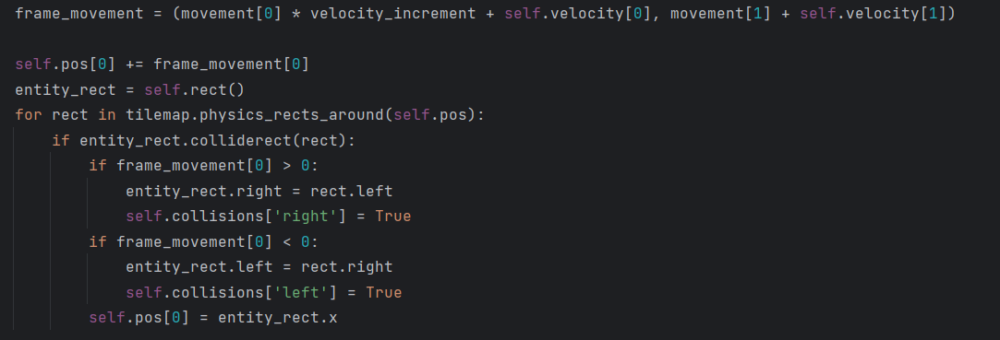 frame_movement = (movement[0] * velocity_increment + self.velocity[0], movement[1] + self.velocity[1])

self.pos[0] += frame_movement[0]
entity_rect = self.rect()
for rect in tilemap.physics_rects_around(self.pos):
    if entity_rect.colliderect(rect):
        if frame_movement[0] > 0:
            entity_rect.right = rect.left
            self.collisions['right'] = True
        if frame_movement[0] < 0:
            entity_rect.left = rect.right
            self.collisions['left'] = True
        self.pos[0] = entity_rect.x